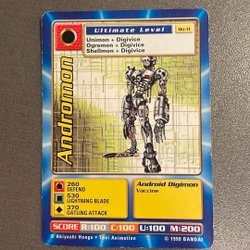 Ultimate Level
Bo-11
Unimon + Digivice
Ogremon + Digivice
Shellmon + Digivice
Andromon
260
DEFEND
530
LIGHTNING BLADE
370
GATLING ATTACK
Android Digimon
Vaccine
SCORE R:100 C:100 U:100 M:200
© Akiyoshi Hongo • Toei Animation
© 1999 BANDAI